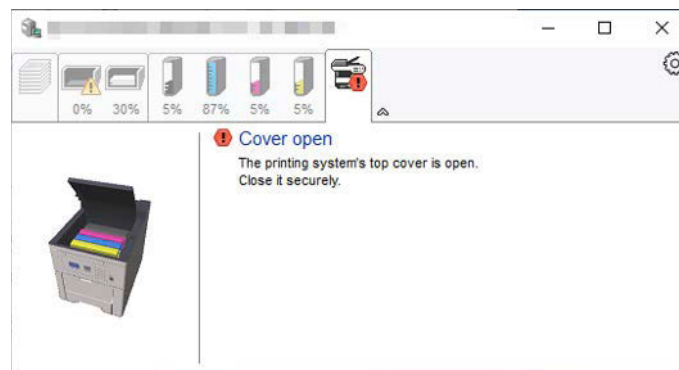 0% 30% 5% 87% 5% 5%
Cover open
The printing system's top cover is open.
Close it securely.